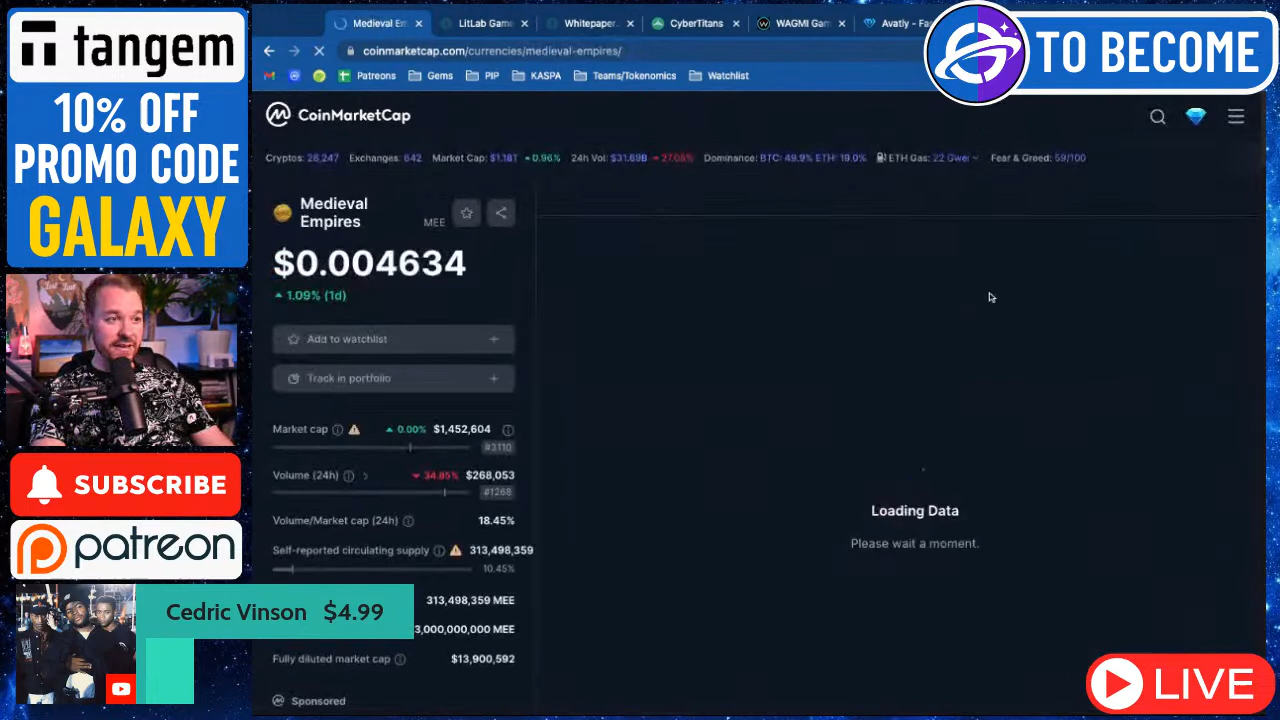 tangem
10% OFF
PROMO CODE
GALAXY
SUBSCRIBE
patreon
Cedric Vinson $4.99
Medieval Em
LitLab Game
Whitepaper
CyberTitans
WAGMI Gam
Avatly - Fac
coinmarketcap.com/currencies/medieval-empires/
TO BECOME
Patreons
Gems
PIP
KASPA
Teams/Tokenomics
Watchlist
CoinMarketCap
Cryptos: 26,247 Exchanges: 642 Market Cap: $1.18T 0.96% 24h Vol: $31.69B 27.08% Dominance: BTC: 49.9% ETH: 19.0% ETH Gas: 22 Gwei Fear & Greed: 59/100
Medieval
Empires MEE
$0.004634
1.09% (1d)
Add to watchlist +
Track in portfolio +
Market cap 0.00% $1,452,604
#3110
Volume (24h) 34.85% $268,053
#1268
Volume/Market cap (24h) 18.45%
Self-reported circulating supply 313,498,359
10.45%
313,498,359 MEE
3,000,000,000 MEE
Fully diluted market cap $13,900,592
Sponsored
Loading Data
Please wait a moment.
LIVE